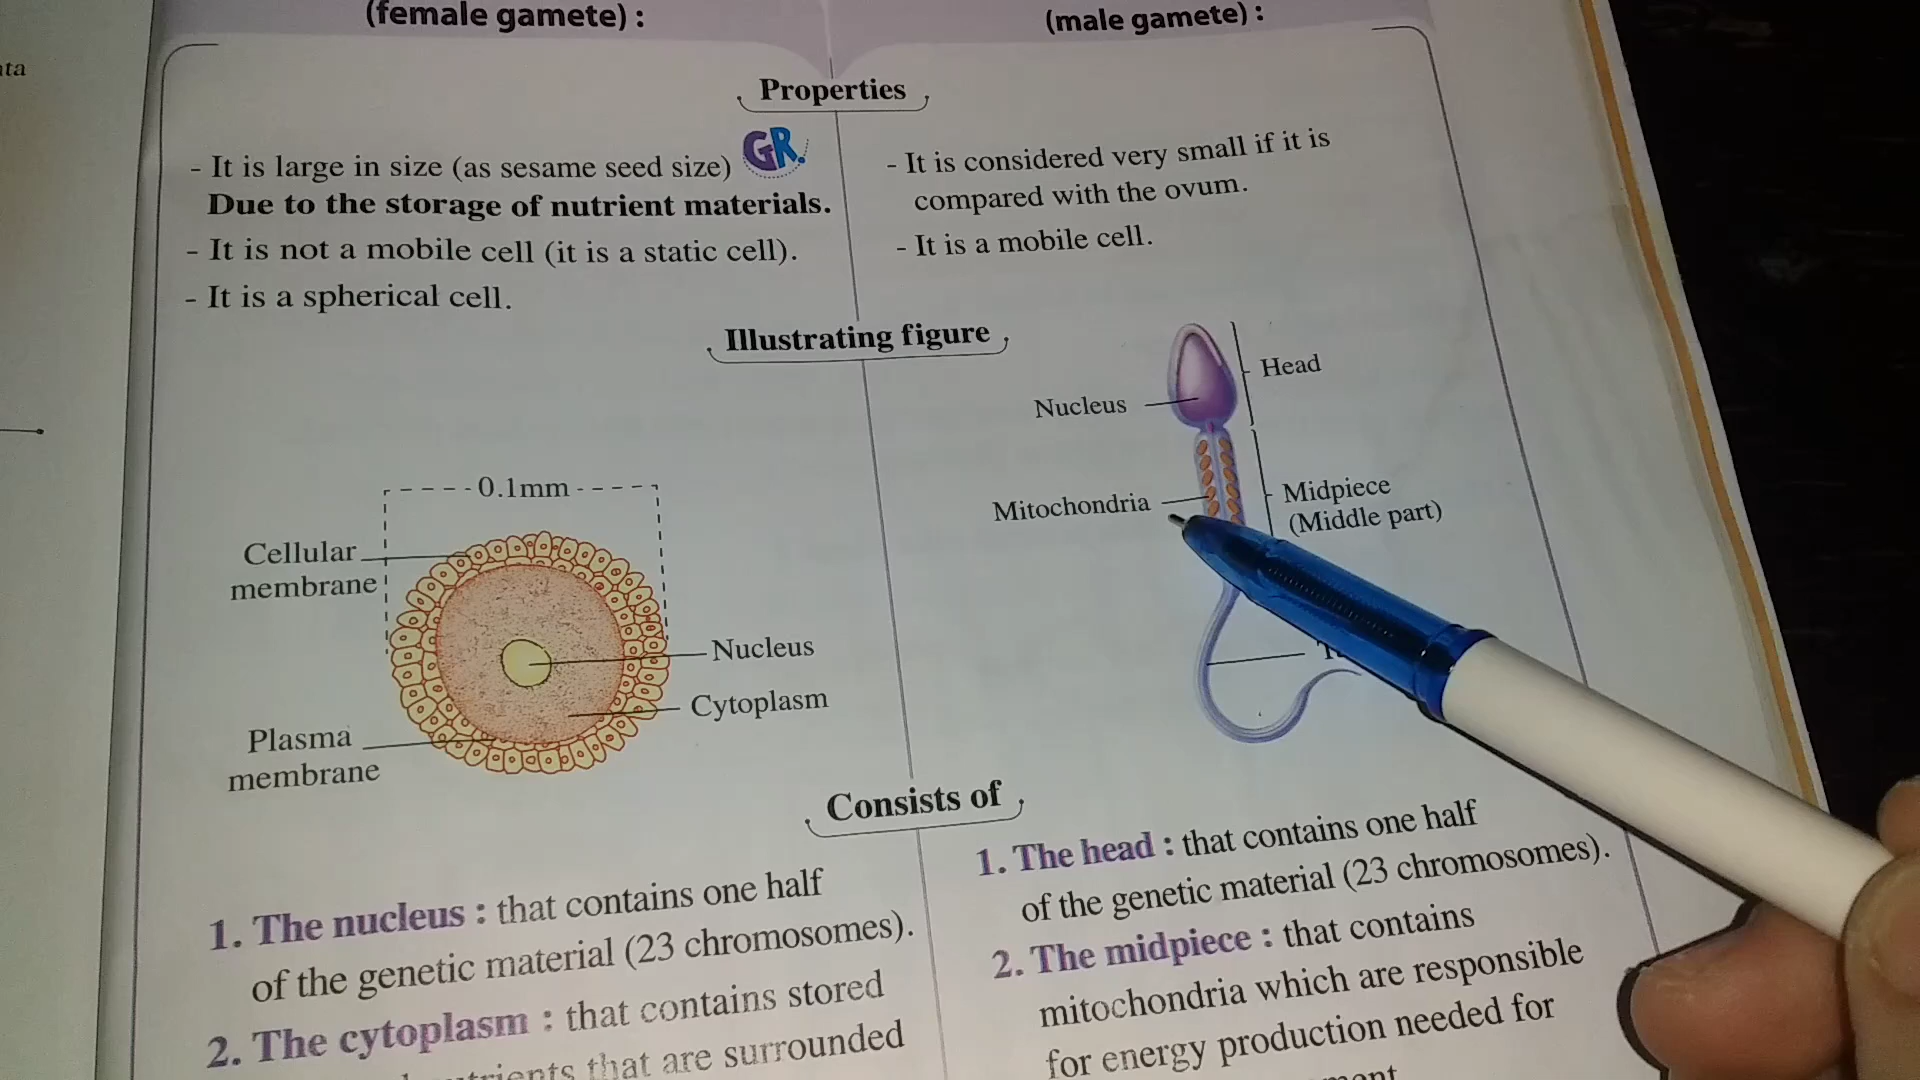 (female gamete) :
(male gamete) :
Properties
- It is large in size (as sesame seed size) GR.
Due to the storage of nutrient materials.
- It is not a mobile cell (it is a static cell).
- It is a spherical cell.
- It is considered very small if it is
compared with the ovum.
- It is a mobile cell.
Illustrating figure
0.1mm
Cellular
membrane
Nucleus
Cytoplasm
Plasma
membrane
Head
Nucleus
Mitochondria
Midpiece
(Middle part)
Consists of
1. The nucleus : that contains one half
of the genetic material (23 chromosomes).
2. The cytoplasm : that contains stored
that are surrounded
1. The head : that contains one half
of the genetic material (23 chromosomes).
2. The midpiece : that contains
mitochondria which are responsible
for energy production needed for